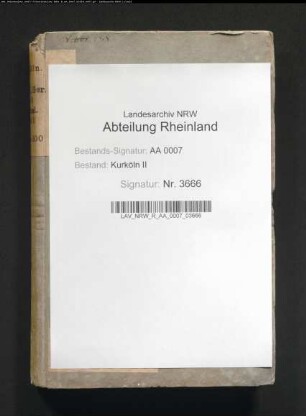 Landesarchiv NRW
Abteilung Rheinland
Bestands-Signatur: AA 0007
Bestand: Kurköln II
Signatur: Nr. 3666
LAV_NRW_R_AA_0007_03666